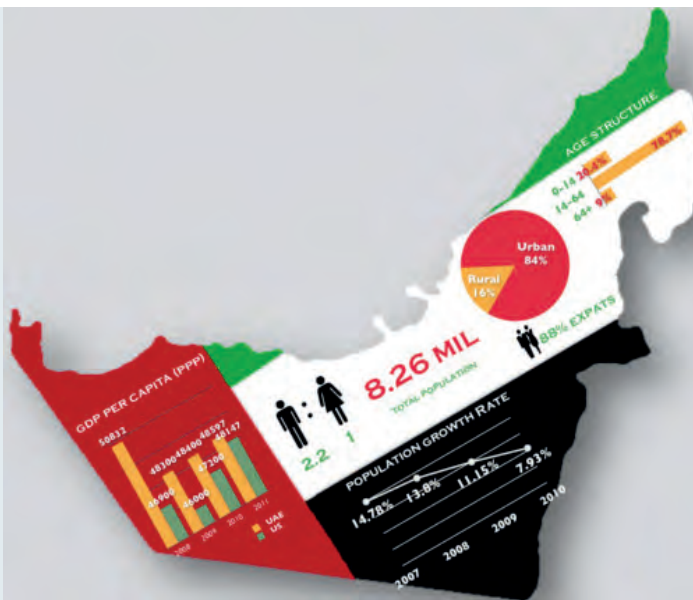 AGE STRUCTURE
0-14 20.4%
14-64 78.7%
64+ 9%
Urban
84%
Rural
16%
88% EXPATS
8.26 MIL
TOTAL POPULATION
2.2 : 1
GDP PER CAPITA (PPP)
50832
46900
48300
46000
48400
47200
48597
48147
2008
2009
2010
2011
UAE
US
POPULATION GROWTH RATE
14.78%
13.8%
11.15%
7.93%
2007
2008
2009
2010